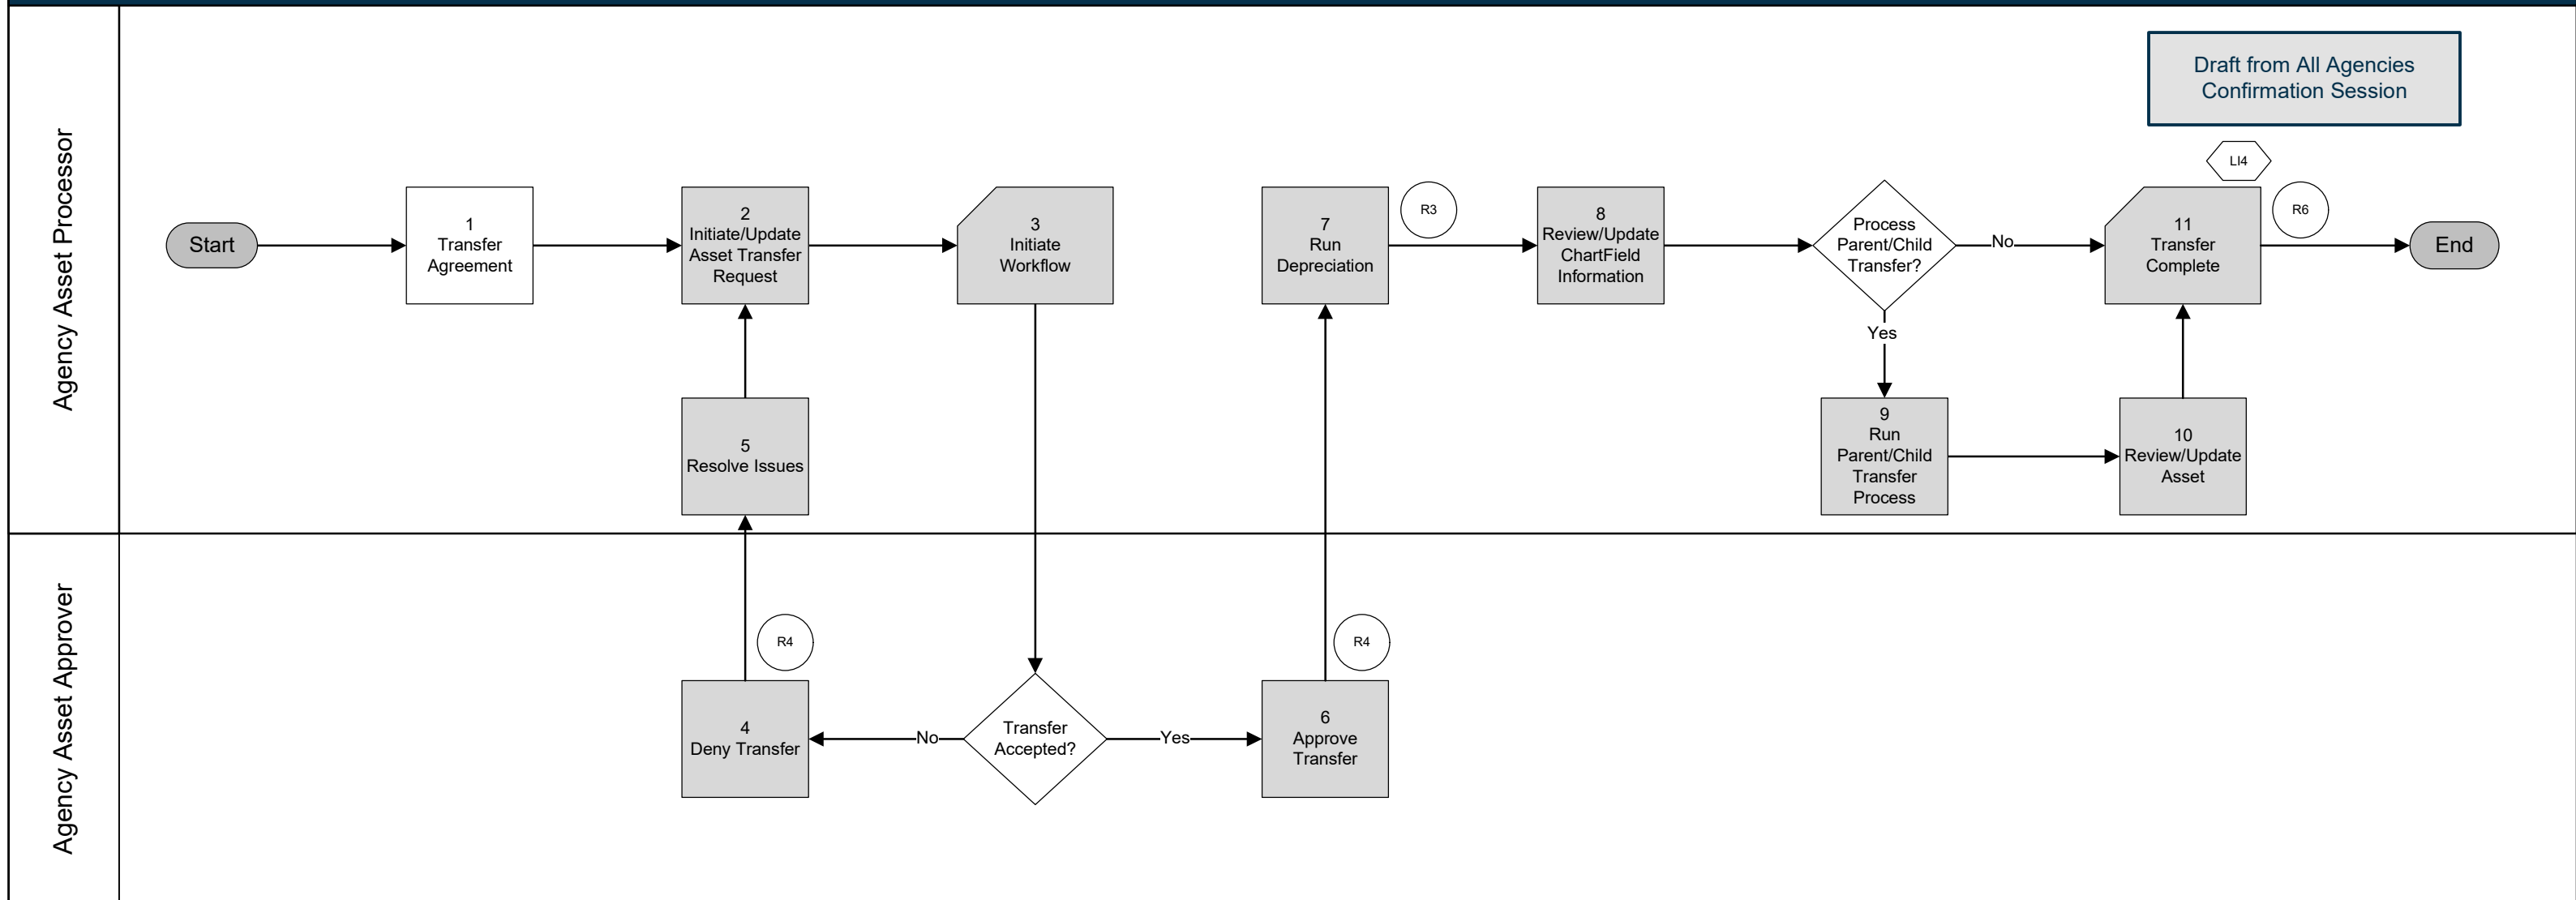 Agency Asset Processor
Draft from All Agencies
Confirmation Session
Start
1
Transfer
Agreement
2
Initiate/Update
Asset Transfer
Request
3
Initiate
Workflow
7
Run
Depreciation
R3
8
Review/Update
ChartField
Information
Process
Parent/Child
Transfer?
No
Yes
LI4
11
Transfer
Complete
R6
End
5
Resolve Issues
9
Run
Parent/Child
Transfer
Process
10
Review/Update
Asset
Agency Asset Approver
R4
4
Deny Transfer
No
Transfer
Accepted?
Yes
R4
6
Approve
Transfer